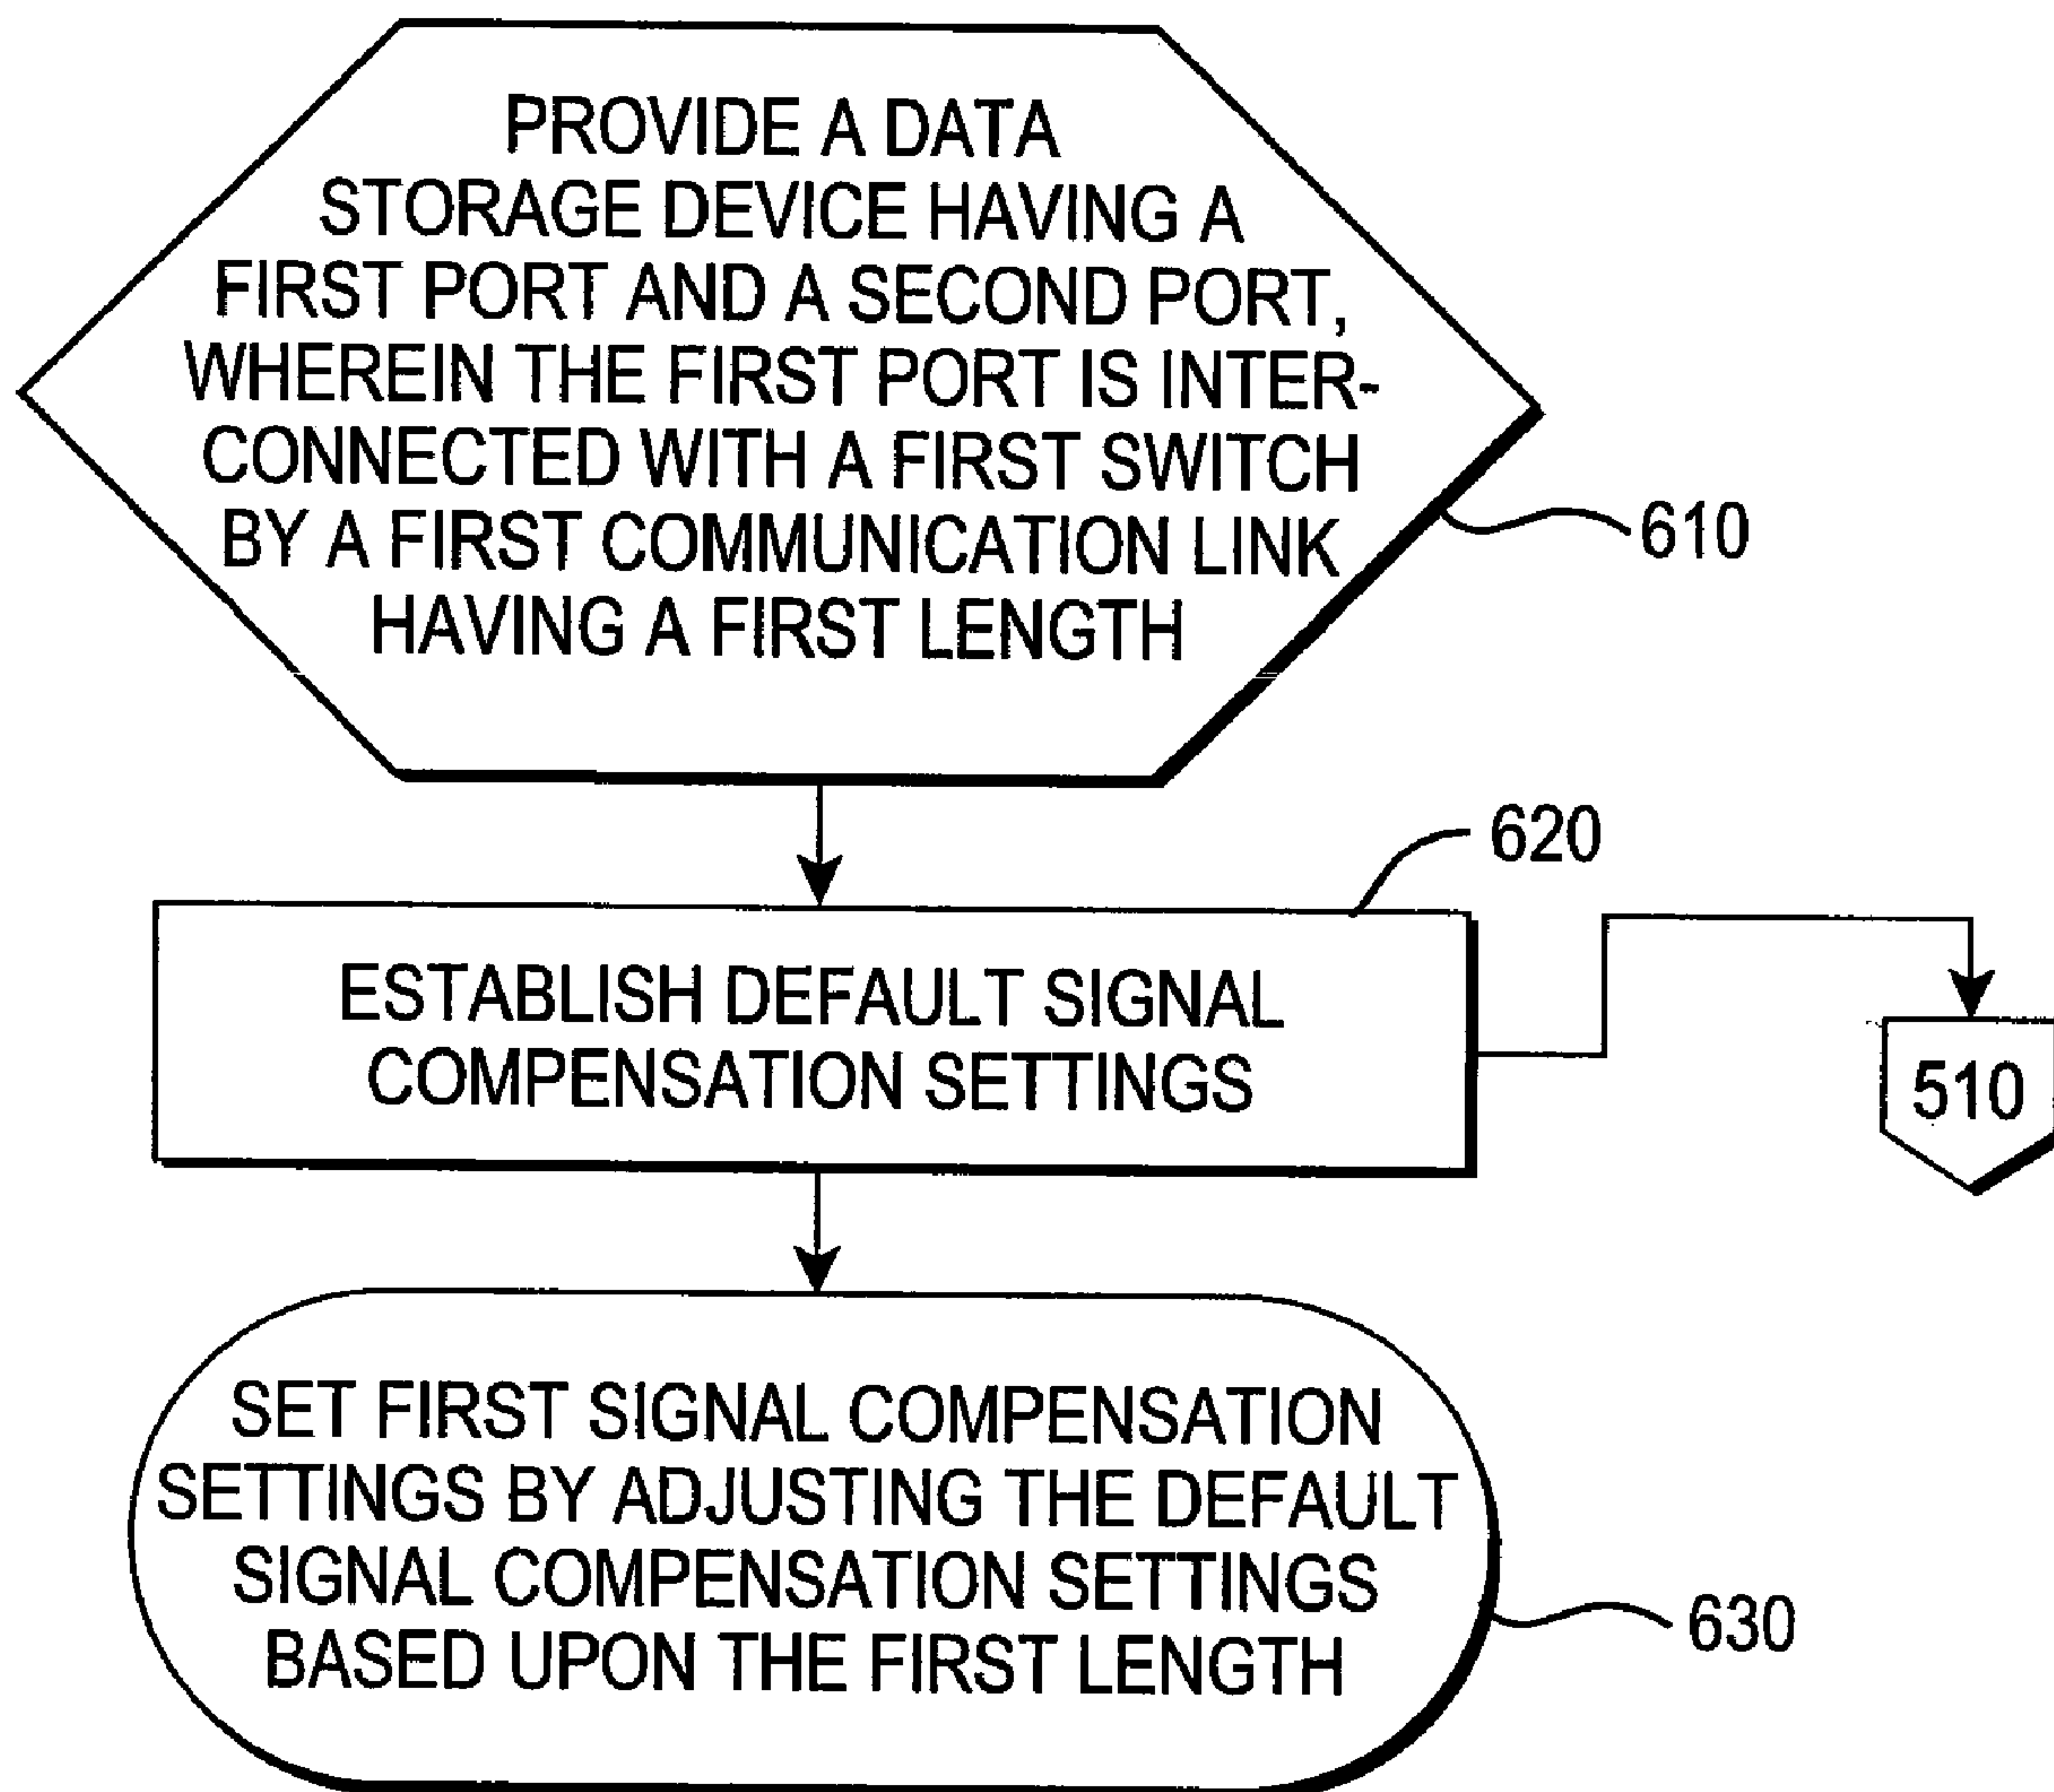 PROVIDE A DATA
STORAGE DEVICE HAVING A
FIRST PORT AND A SECOND PORT,
WHEREIN THE FIRST PORT IS INTER-
CONNECTED WITH A FIRST SWITCH
BY A FIRST COMMUNICATION LINK
HAVING A FIRST LENGTH
610
620
ESTABLISH DEFAULT SIGNAL
COMPENSATION SETTINGS
510
SET FIRST SIGNAL COMPENSATION
SETTINGS BY ADJUSTING THE DEFAULT
SIGNAL COMPENSATION SETTINGS
BASED UPON THE FIRST LENGTH
630